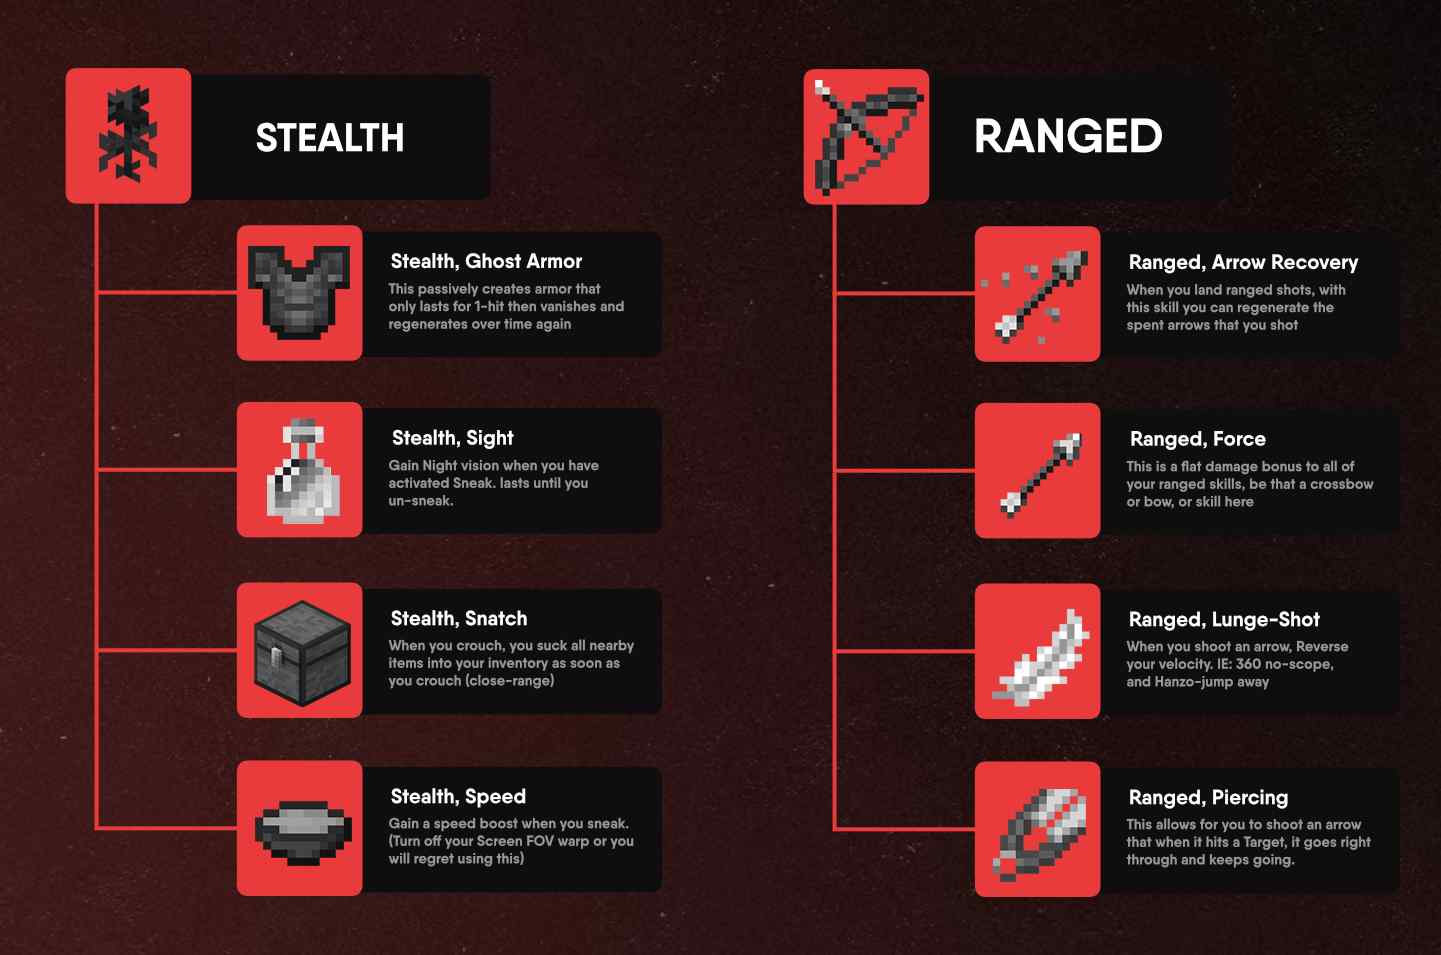 STEALTH
Stealth, Ghost Armor
This passively creates armor that
only lasts for 1-hit then vanishes and
regenerates over time again
Stealth, Sight
Gain Night vision when you have
activated Sneak. lasts until you
un-sneak.
Stealth, Snatch
When you crouch, you suck all nearby
items into your inventory as soon as
you crouch (close-range)
Stealth, Speed
Gain a speed boost when you sneak.
(Turn off your Screen FOV warp or you
will regret using this)
RANGED
Ranged, Arrow Recovery
When you land ranged shots, with
this skill you can regenerate the
spent arrows that you shot
Ranged, Force
This is a flat damage bonus to all of
your ranged skills, be that a crossbow
or bow, or skill here
Ranged, Lunge-Shot
When you shoot an arrow, Reverse
your velocity. IE: 360 no-scope,
and Hanzo-jump away
Ranged, Piercing
This allows for you to shoot an arrow
that when it hits a Target, it goes right
through and keeps going.